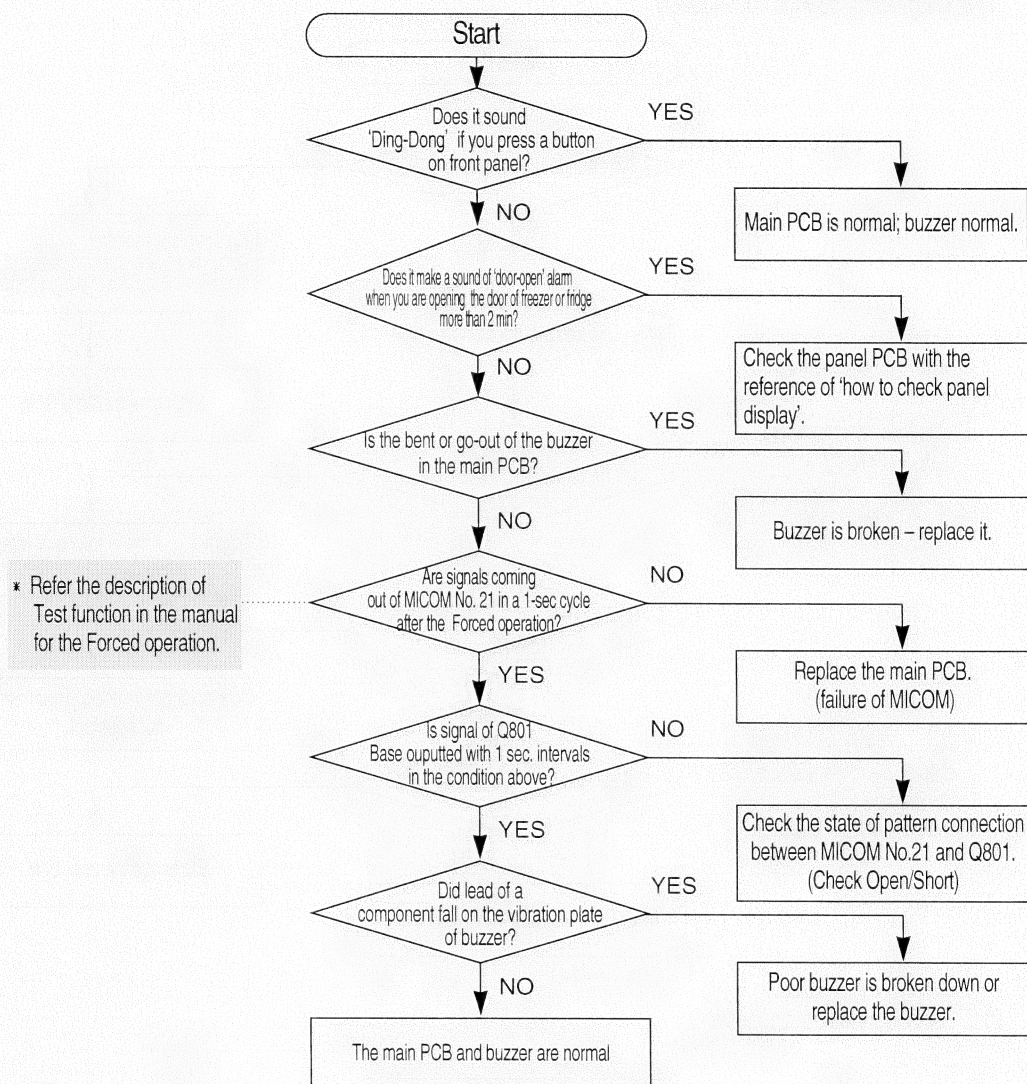 Start
Does it sound
'Ding-Dong' if you press a button
on front panel?
YES
Main PCB is normal; buzzer normal.
NO
Does it make a sound of 'door-open' alarm
when you are opening the door of freezer or fridge
more than 2 min?
YES
Check the panel PCB with the
reference of 'how to check panel
display'.
NO
Is the bent or go-out of the buzzer
in the main PCB?
YES
Buzzer is broken – replace it.
NO
* Refer the description of
Test function in the manual
for the Forced operation.
Are signals coming
out of MICOM No. 21 in a 1-sec cycle
after the Forced operation?
NO
Replace the main PCB.
(failure of MICOM)
YES
Is signal of Q801
Base ouputted with 1 sec. intervals
in the condition above?
NO
Check the state of pattern connection
between MICOM No.21 and Q801.
(Check Open/Short)
YES
Did lead of a
component fall on the vibration plate
of buzzer?
YES
Poor buzzer is broken down or
replace the buzzer.
NO
The main PCB and buzzer are normal